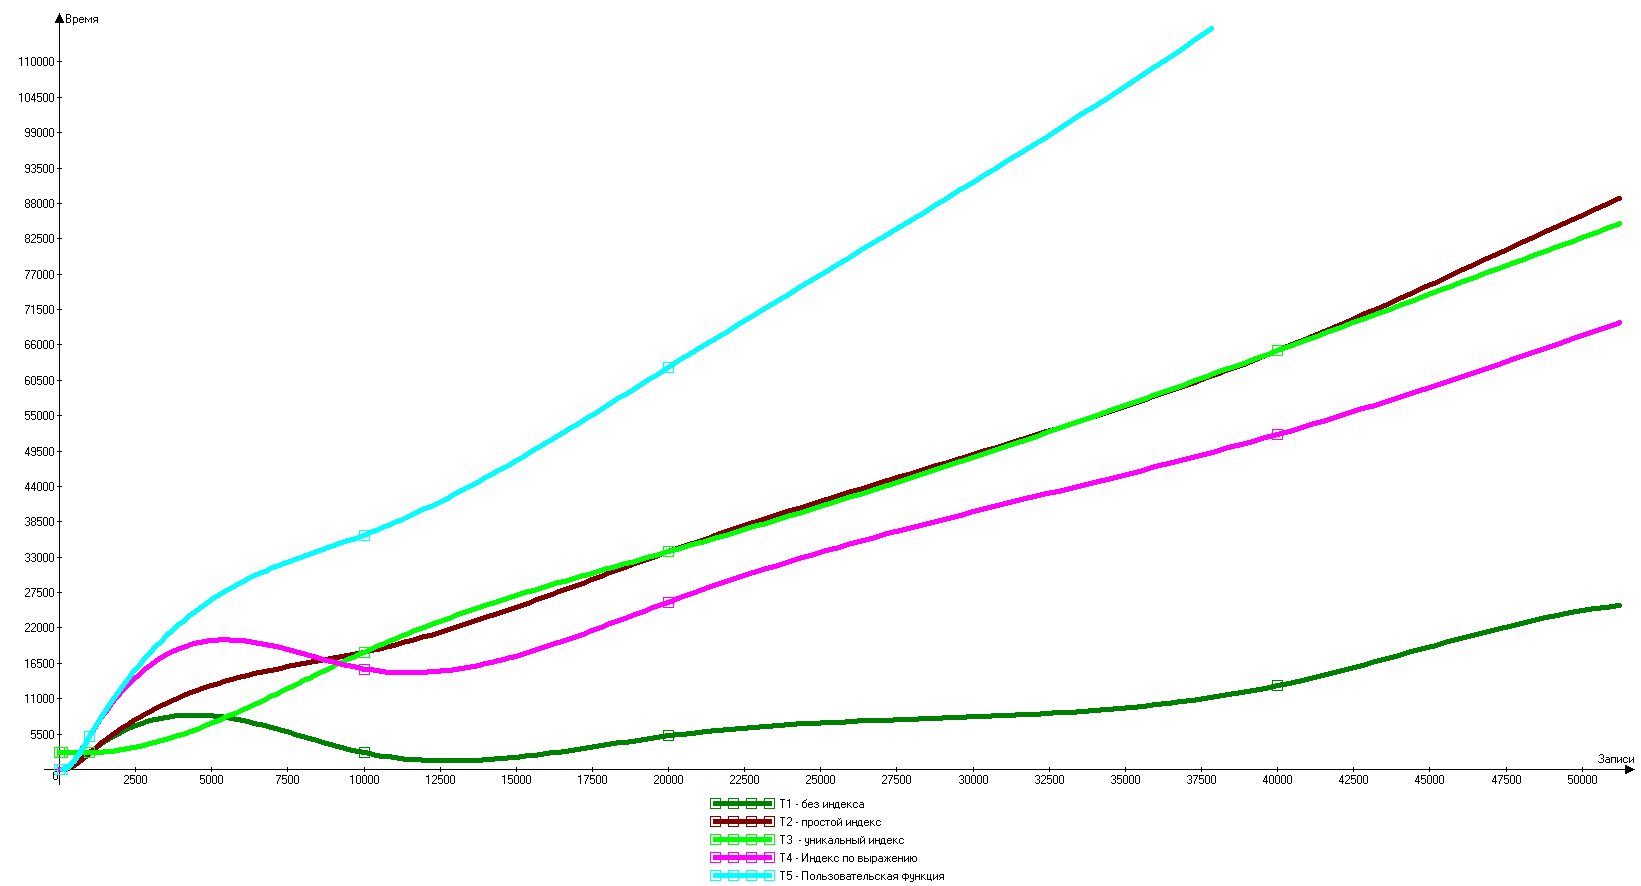 Время
110000
104500
99000
93500
88000
82500
77000
71500
66000
60500
55000
49500
44000
38500
33000
27500
22000
16500
11000
5500
Записи
0 2500 5000 7500 10000 12500 15000 17500 20000 22500 25000 27500 30000 32500 35000 37500 40000 42500 45000 47500 50000
T1 - без индекса
T2 - простой индекс
T3 - уникальный индекс
T4 - Индекс по выражению
T5 - Пользовательская функция